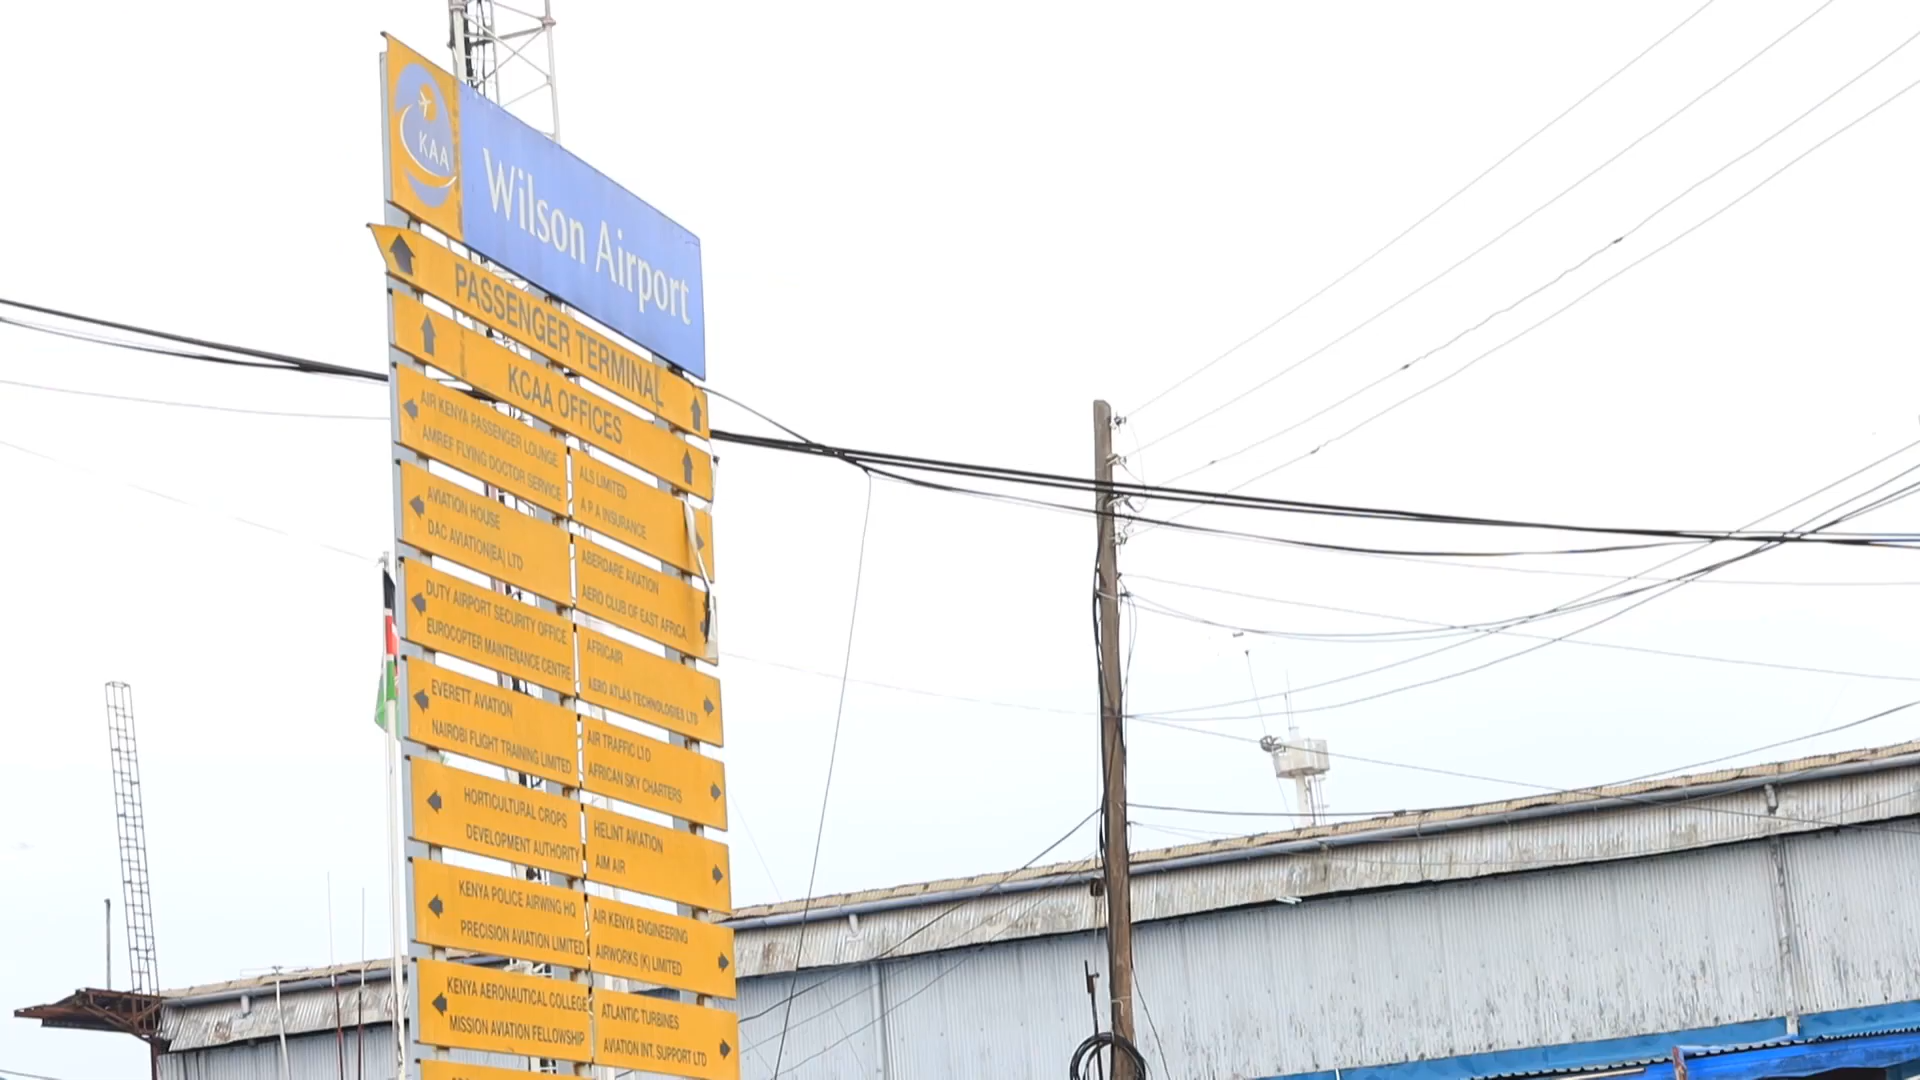 KAA
Wilson Airport
PASSENGER TERMINAL
KCAA OFFICES
AIR KENYA PASSENGER LOUNGE
AMREF FLYING DOCTOR SERVICE
ALS LIMITED
A P A INSURANCE
AVIATION HOUSE
DAC AVIATION(EA) LTD
ABERDARE AVIATION
AERO CLUB OF EAST AFRICA
DUTY AIRPORT SECURITY OFFICE
EUROCOPTER MAINTENANCE CENTRE
AFRICAIR
AERO ATLAS TECHNOLOGIES LTD
EVERETT AVIATION
NAIROBI FLIGHT TRAINING LIMITED
AIR TRAFFIC LTD
AFRICAN SKY CHARTERS
HORTICULTURAL CROPS
DEVELOPMENT AUTHORITY
HELINT AVIATION
AIM AIR
KENYA POLICE AIRWING HQ
PRECISION AVIATION LIMITED
AIR KENYA ENGINEERING
AIRWORKS (K) LIMITED
KENYA AERONAUTICAL COLLEGE
MISSION AVIATION FELLOWSHIP
ATLANTIC TURBINES
AVIATION INT. SUPPORT LTD